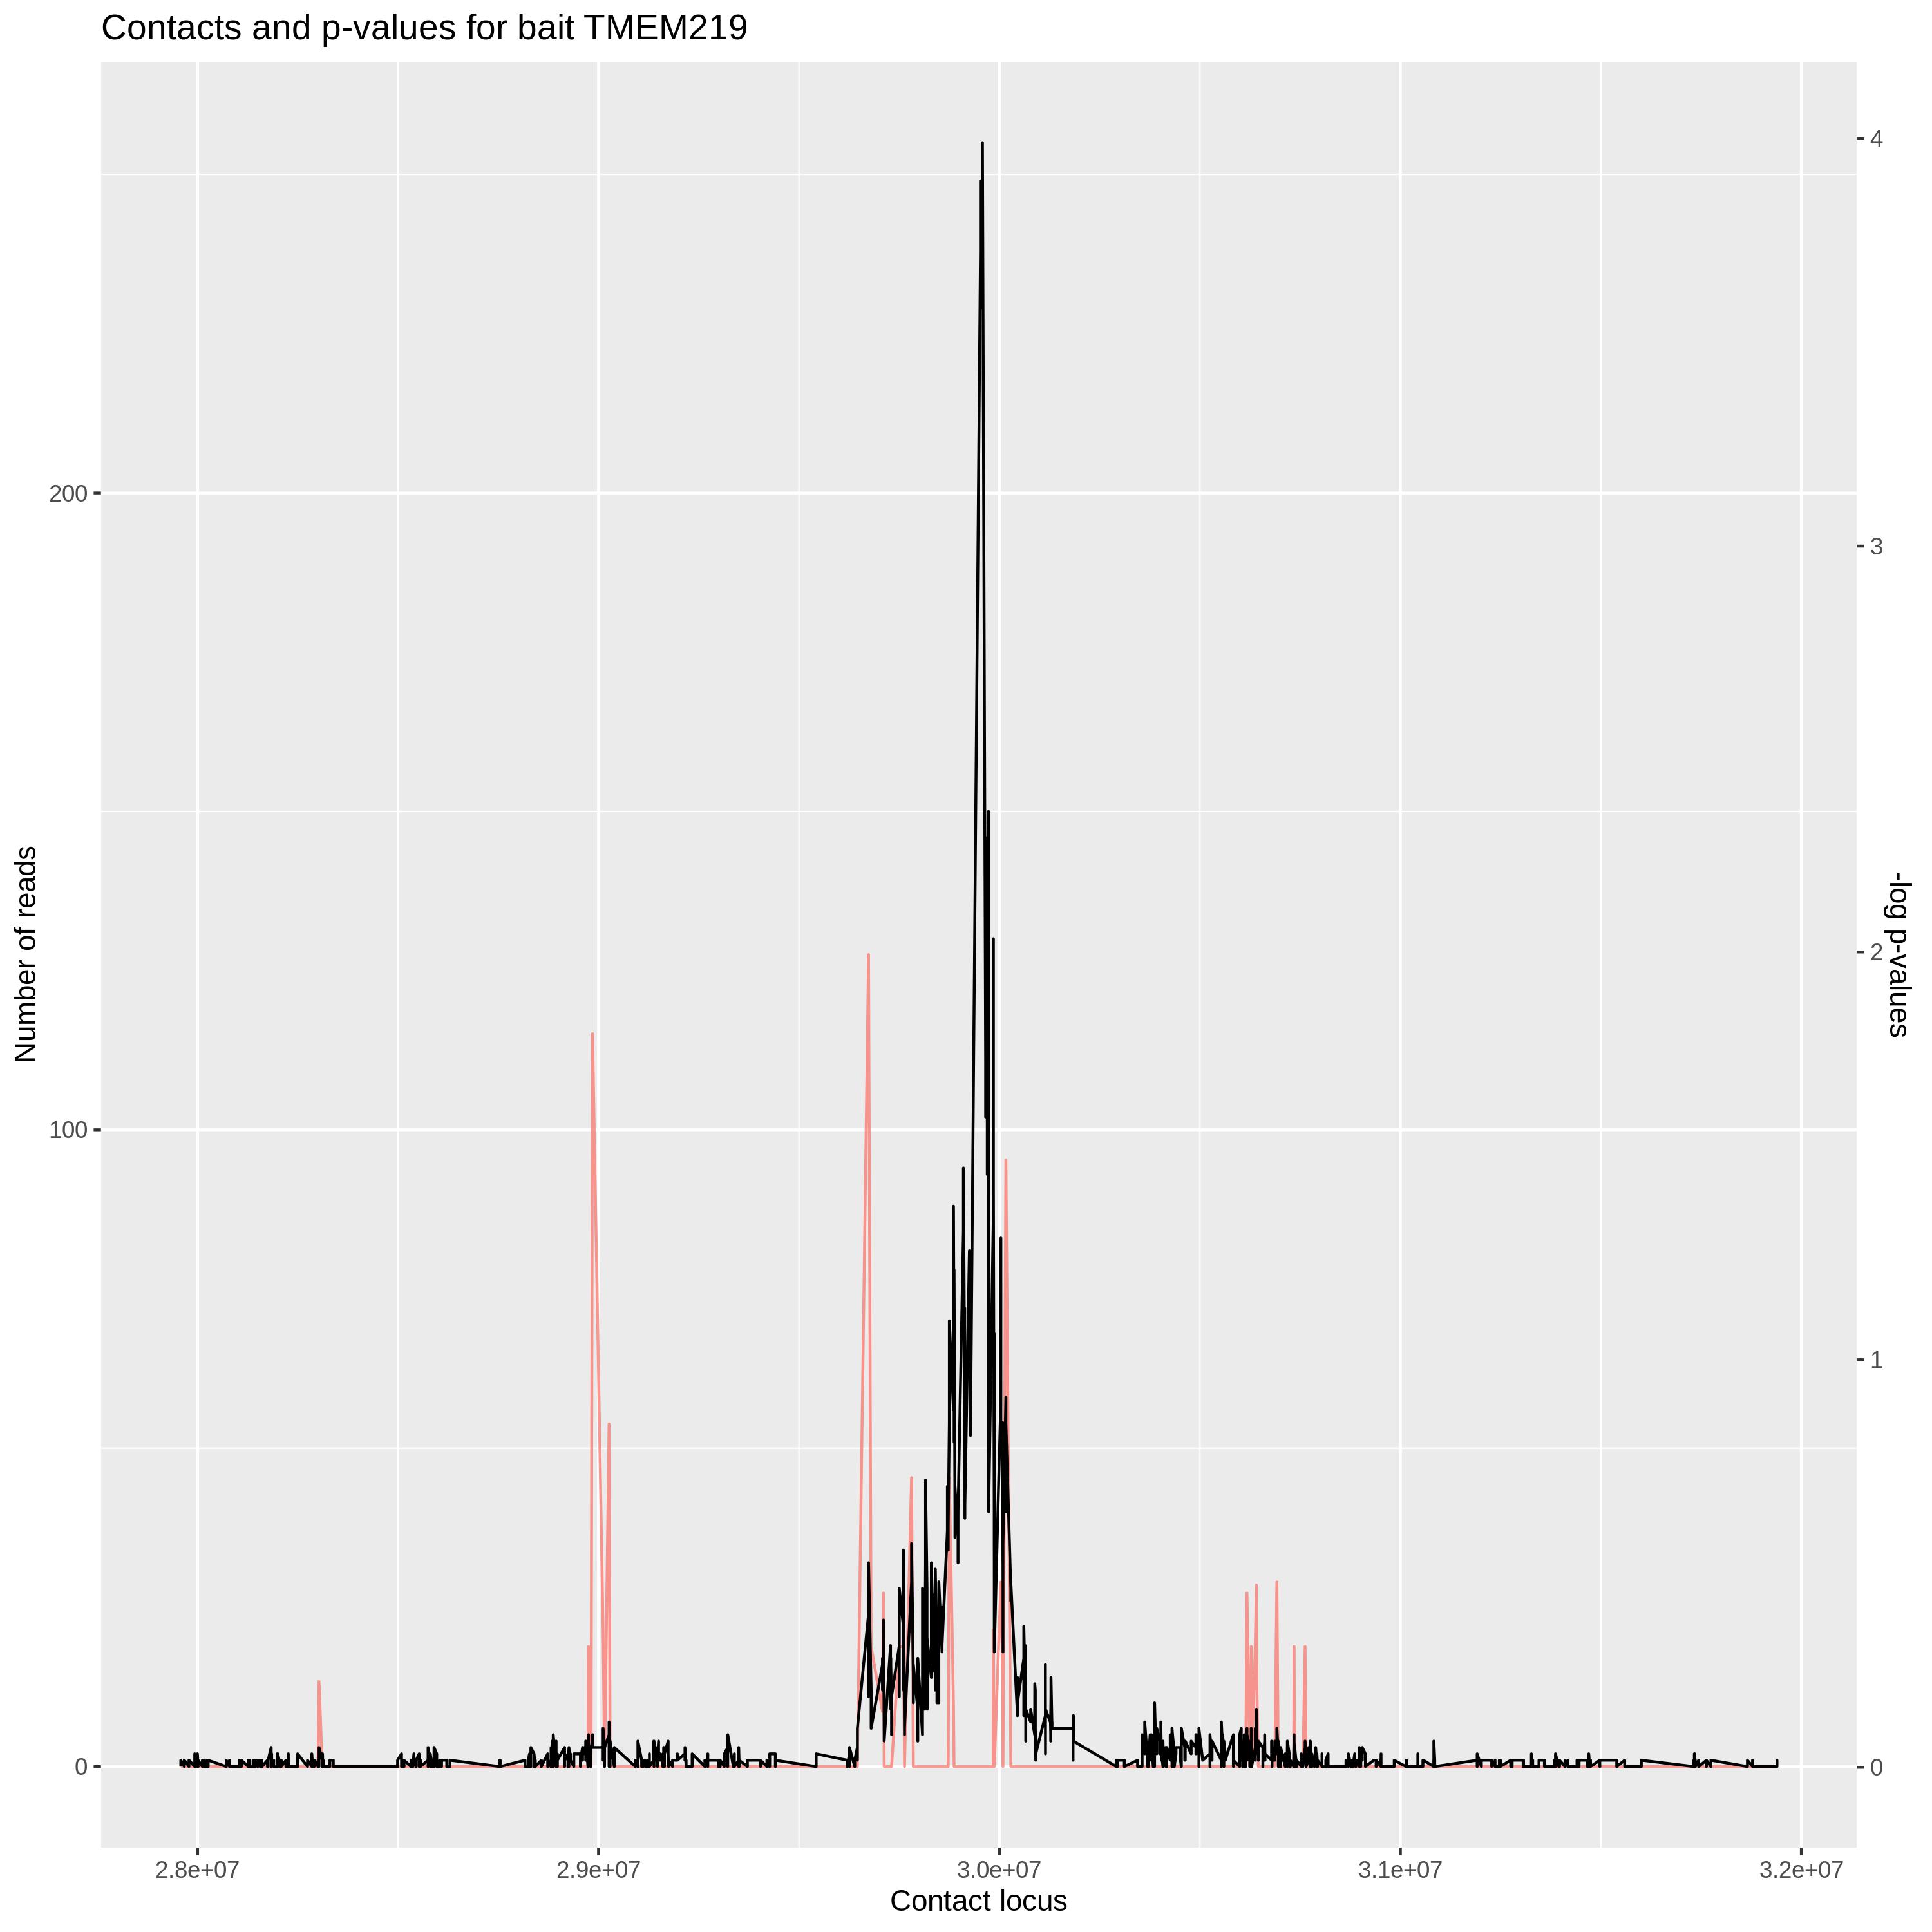 Contacts and p-values for bait TMEM219
Number of reads
200
100
0
4
3
2
1
0
-log p-values
2.8e+07
2.9e+07
3.0e+07
3.1e+07
3.2e+07
Contact locus